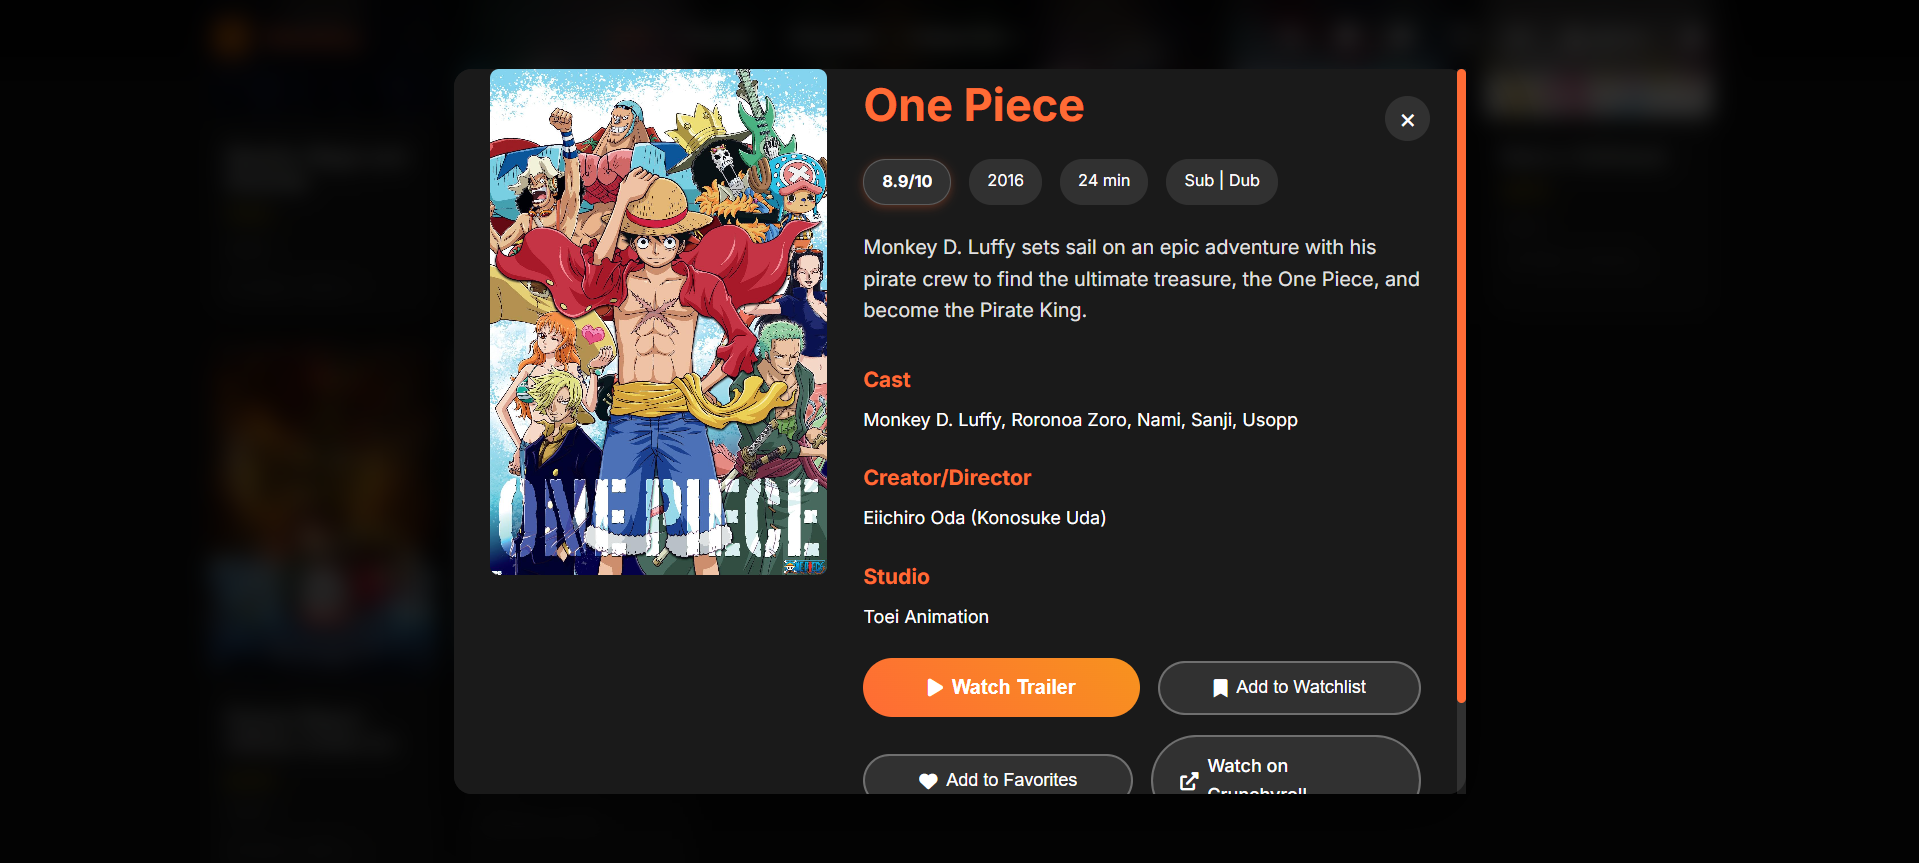 One Piece
8.9/10
2016
24 min
Sub | Dub
Monkey D. Luffy sets sail on an epic adventure with his
pirate crew to find the ultimate treasure, the One Piece, and
become the Pirate King.
Cast
Monkey D. Luffy, Roronoa Zoro, Nami, Sanji, Usopp
Creator/Director
Eiichiro Oda (Konosuke Uda)
Studio
Toei Animation
Watch Trailer
Add to Watchlist
Add to Favorites
Watch on
Crunchyroll
ONE PIECE
ONE PIECE